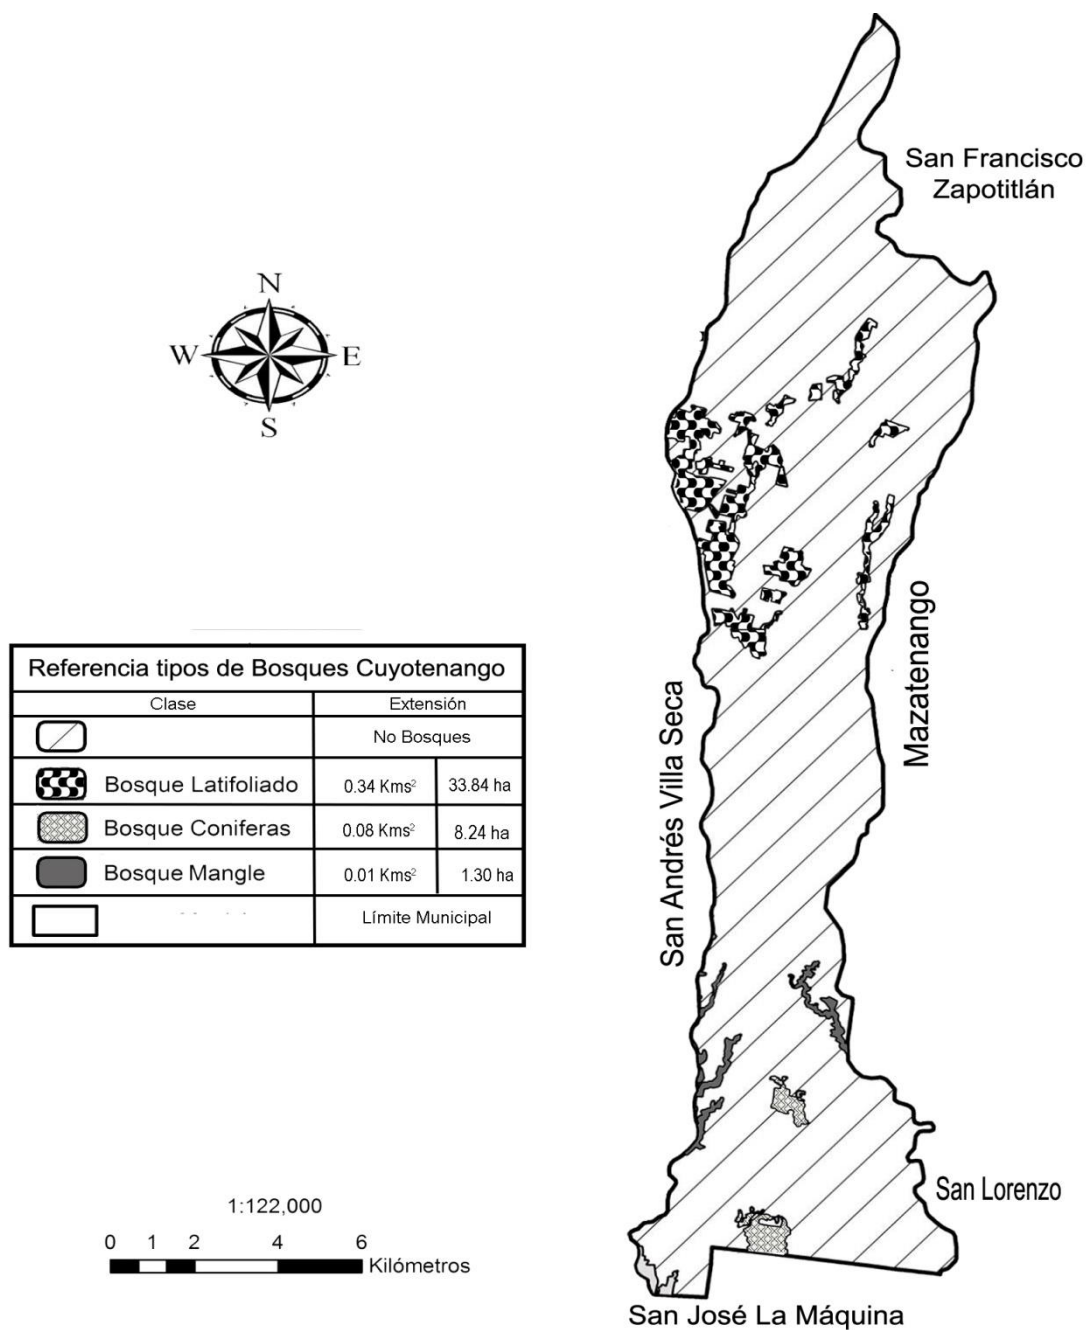 San Francisco
Zapotitlán
N
W
E
S
Mazatenango
San Andrés Villa Seca
Referencia tipos de Bosques Cuyotenango
Clase Extensión
No Bosques
Bosque Latifoliado 0.34 Kms² 33.84 ha
Bosque Coniferas 0.08 Kms² 8.24 ha
Bosque Mangle 0.01 Kms² 1.30 ha
Límite Municipal
San Lorenzo
1:122,000
0 1 2 4 6
Kilómetros
San José La Máquina